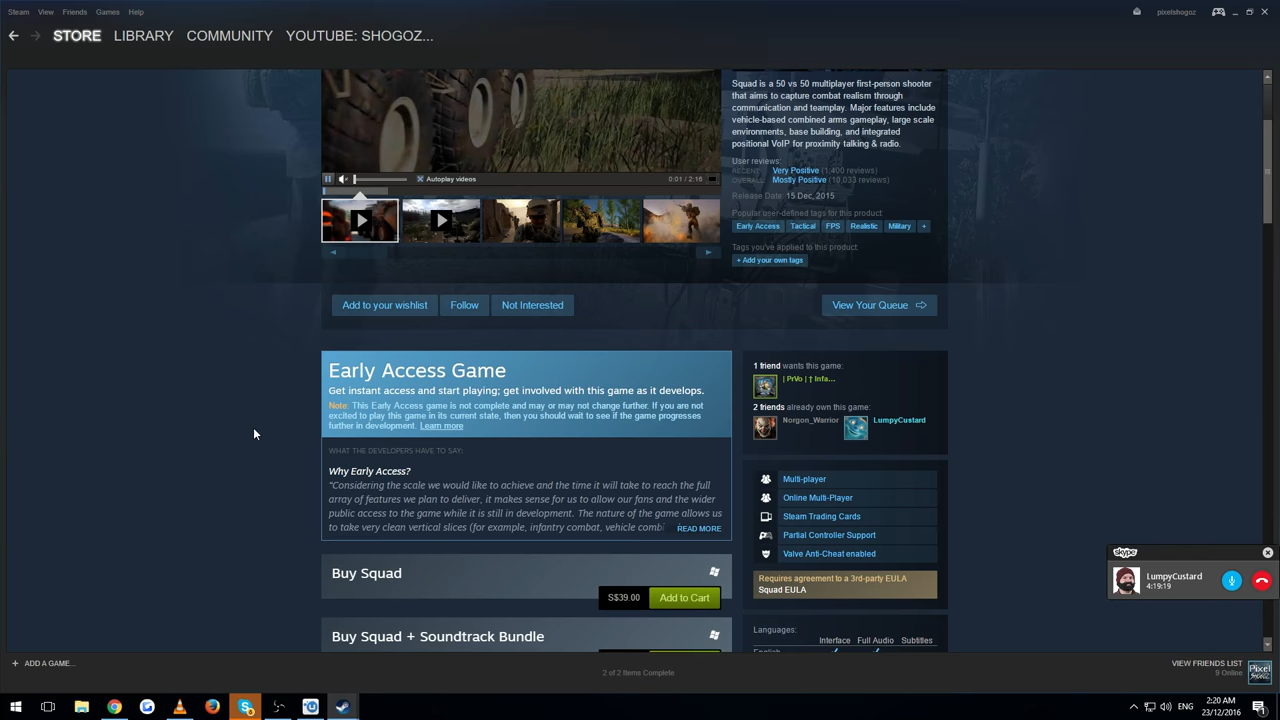 Steam View Friends Games Help
pixelshogoz
STORE LIBRARY COMMUNITY YOUTUBE: SHOGOZ...
Squad is a 50 vs 50 multiplayer first-person shooter
that aims to capture combat realism through
communication and teamplay. Major features include
vehicle-based combined arms gameplay, large scale
environments, base building, and integrated
positional VoIP for proximity talking & radio.
User reviews:
RECENT: Very Positive (1,400 reviews)
OVERALL: Mostly Positive (10,033 reviews)
Release Date: 15 Dec, 2015
Popular user-defined tags for this product:
Early Access Tactical FPS Realistic Military +
Tags you've applied to this product:
+ Add your own tags
Autoplay videos 0:01 / 2:16
Add to your wishlist Follow Not Interested View Your Queue
Early Access Game
Get instant access and start playing; get involved with this game as it develops.
Note: This Early Access game is not complete and may or may not change further. If you are not
excited to play this game in its current state, then you should wait to see if the game progresses
further in development. Learn more
WHAT THE DEVELOPERS HAVE TO SAY:
Why Early Access?
"Considering the scale we would like to achieve and the time it will take to reach the full
array of features we plan to deliver, it makes sense for us to allow our fans and the wider
public access to the game while it is still in development. The nature of the game allows us
to take very clean vertical slices (for example, infantry combat, vehicle comb READ MORE
Buy Squad
S$39.00 Add to Cart
Buy Squad + Soundtrack Bundle
1 friend wants this game:
| PrVo | † Infa...
2 friends already own this game:
Norgon_Warrior LumpyCustard
Multi-player
Online Multi-Player
Steam Trading Cards
Partial Controller Support
Valve Anti-Cheat enabled
Requires agreement to a 3rd-party EULA
Squad EULA
Languages:
Interface Full Audio Subtitles
English
skype
LumpyCustard
4:19:19
+ ADD A GAME...
2 of 2 Items Complete
VIEW FRIENDS LIST
9 Online
Pixel
SHOGOZ
ENG
2:20 AM
23/12/2016
1